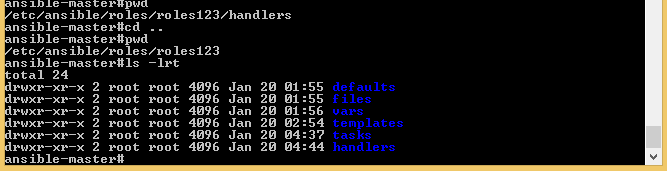 ansible-master#pwd
/etc/ansible/roles/roles123/handlers
ansible-master#cd ..
ansible-master#pwd
/etc/ansible/roles/roles123
ansible-master#ls -lrt
total 24
drwxr-xr-x 2 root root 4096 Jan 20 01:55 defaults
drwxr-xr-x 2 root root 4096 Jan 20 01:55 files
drwxr-xr-x 2 root root 4096 Jan 20 01:56 vars
drwxr-xr-x 2 root root 4096 Jan 20 02:54 templates
drwxr-xr-x 2 root root 4096 Jan 20 04:37 tasks
drwxr-xr-x 2 root root 4096 Jan 20 04:44 handlers
ansible-master#